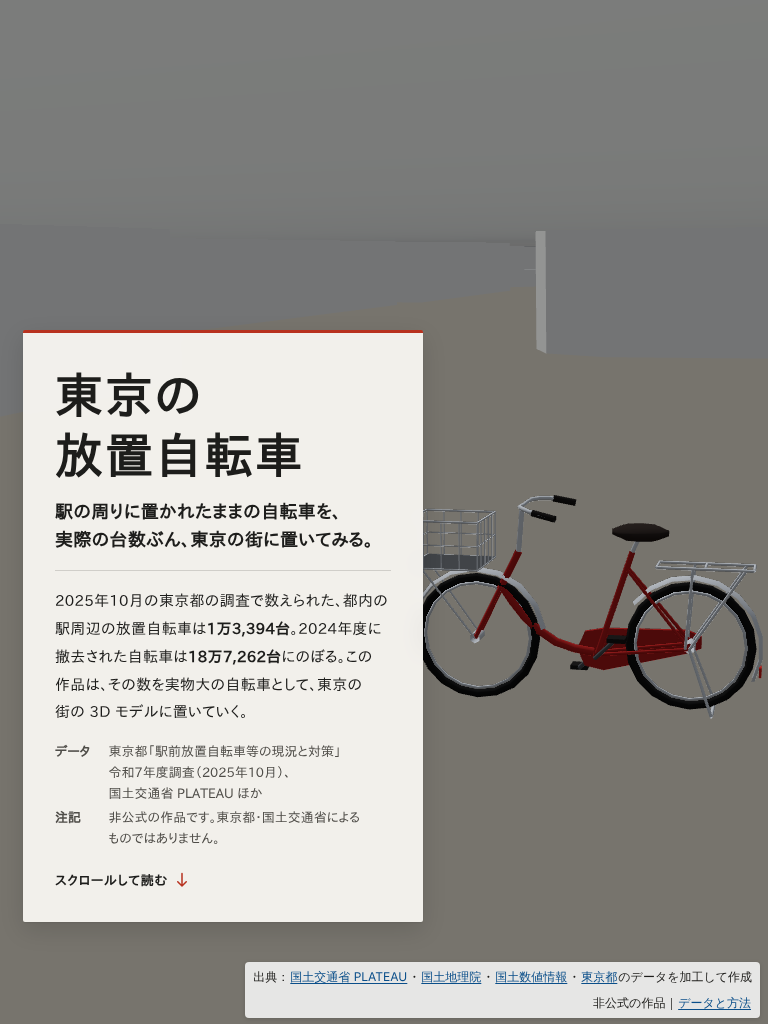 東京の
放置自転車
駅の周りに置かれたままの自転車を、
実際の台数ぶん、東京の街に置いてみる。
2025年10月の東京都の調査で数えられた、都内の
駅周辺の放置自転車は1万3,394台。2024年度に
撤去された自転車は18万7,262台にのぼる。この
作品は、その数を実物大の自転車として、東京の
街の 3D モデルに置いていく。
データ 東京都「駅前放置自転車等の現況と対策」
令和7年度調査（2025年10月）、
国土交通省 PLATEAU ほか
注記 非公式の作品です。東京都・国土交通省による
ものではありません。
スクロールして読む ↓
出典：国土交通省 PLATEAU・国土地理院・国土数値情報・東京都のデータを加工して作成
非公式の作品｜データと方法